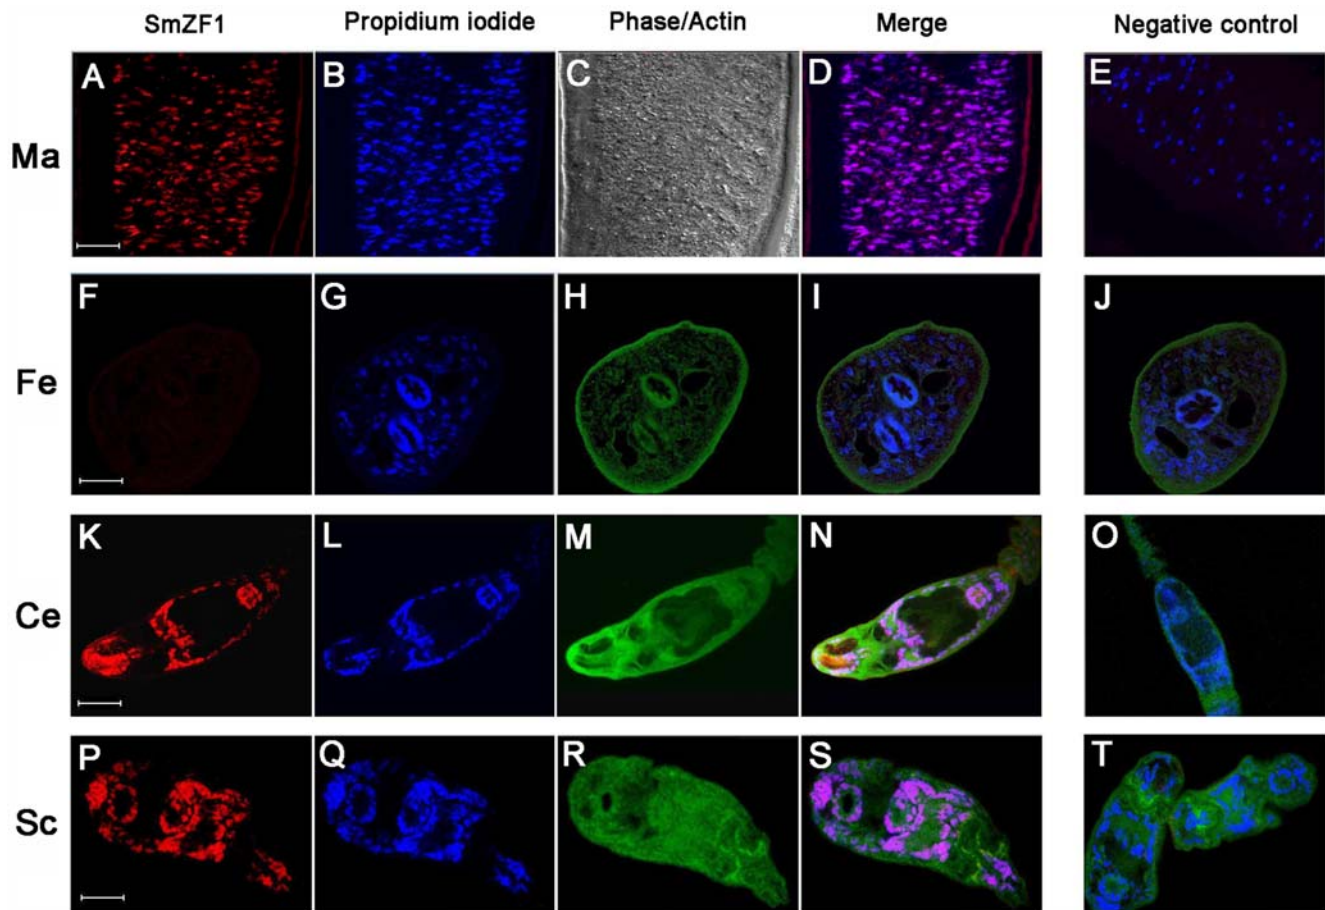 SmZF1 Propidium iodide Phase/Actin Merge Negative control
Ma A B C D E
Fe F G H I J
Ce K L M N O
Sc P Q R S T